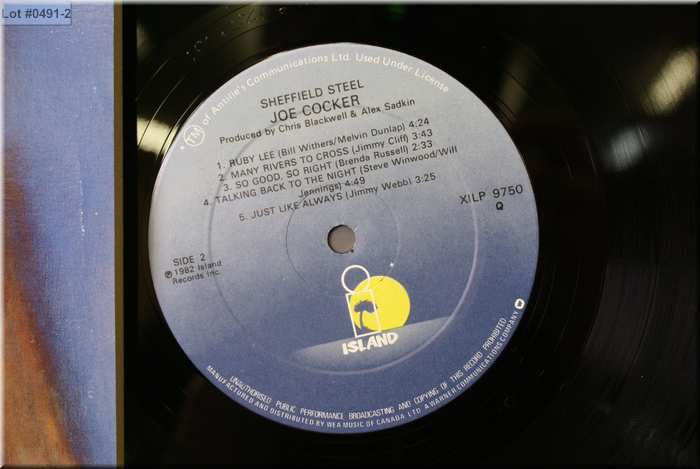 Lot #0491-2
TM of Antilles Communications Ltd. Used Under License
SHEFFIELD STEEL
JOE COCKER
Produced by Chris Blackwell & Alex Sadkin
1. RUBY LEE (Bill Withers/Melvin Dunlap) 4:24
2. MANY RIVERS TO CROSS (Jimmy Cliff) 3:43
3. SO GOOD, SO RIGHT (Brenda Russell) 2:33
4. TALKING BACK TO THE NIGHT (Steve Winwood/Will
Jennings) 4:49
5. JUST LIKE ALWAYS (Jimmy Webb) 3:25
XILP 9750
Q
SIDE 2
℗ 1982 Island
Records Inc.
ISLAND
UNAUTHORISED PUBLIC PERFORMANCE BROADCASTING AND COPYING OF THIS RECORD PROHIBITED
MANUFACTURED AND DISTRIBUTED BY WEA MUSIC OF CANADA LTD A WARNER COMMUNICATIONS COMPANY